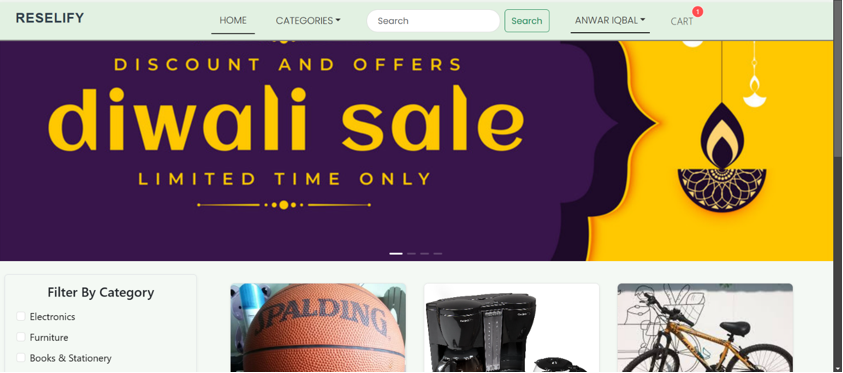 RESELIFY
HOME
CATEGORIES
Search
Search
ANWAR IQBAL
CART
1
DISCOUNT AND OFFERS
diwali sale
LIMITED TIME ONLY
Filter By Category
Electronics
Furniture
Books & Stationery
SPALDING